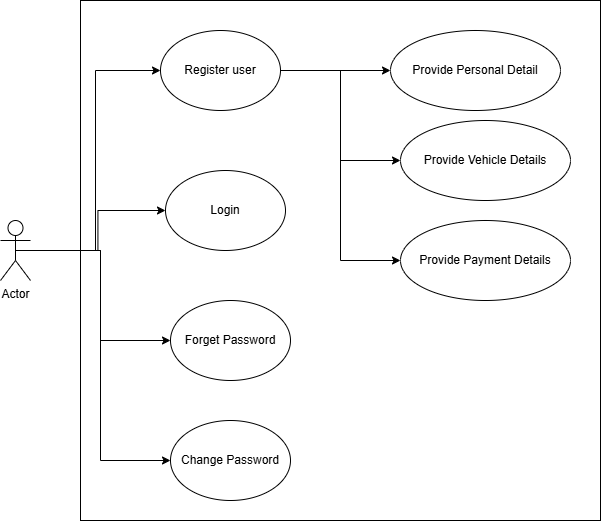 Register user
Provide Personal Detail
Provide Vehicle Details
Login
Provide Payment Details
Actor
Forget Password
Change Password